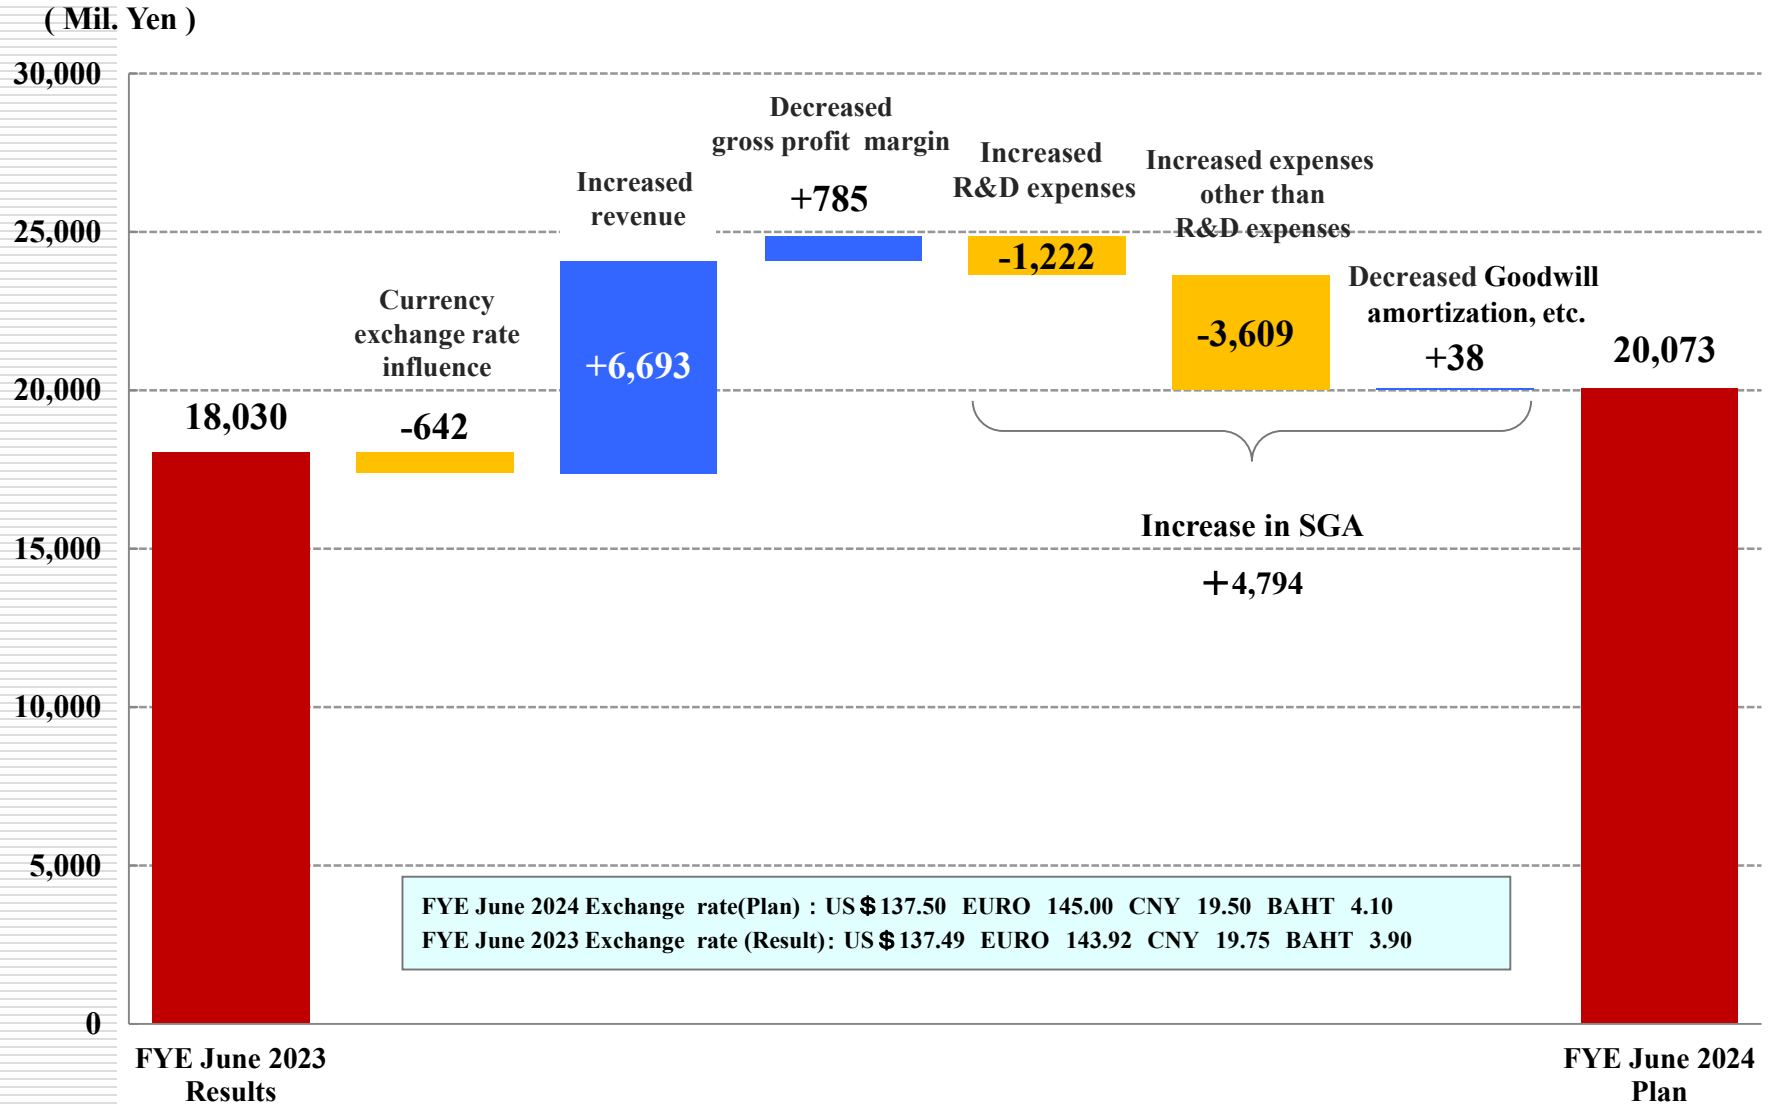 ( Mil. Yen )
30,000
25,000
20,000
15,000
10,000
5,000
0
18,030
Currency
exchange rate
influence
-642
Increased
revenue
+6,693
Decreased
gross profit margin
+785
Increased
R&D expenses
-1,222
Increased expenses
other than
R&D expenses
-3,609
Decreased Goodwill
amortization, etc.
+38
20,073
Increase in SGA
+4,794
FYE June 2024 Exchange rate(Plan) : US $137.50 EURO 145.00 CNY 19.50 BAHT 4.10
FYE June 2023 Exchange rate (Result): US $137.49 EURO 143.92 CNY 19.75 BAHT 3.90
FYE June 2023
Results
FYE June 2024
Plan